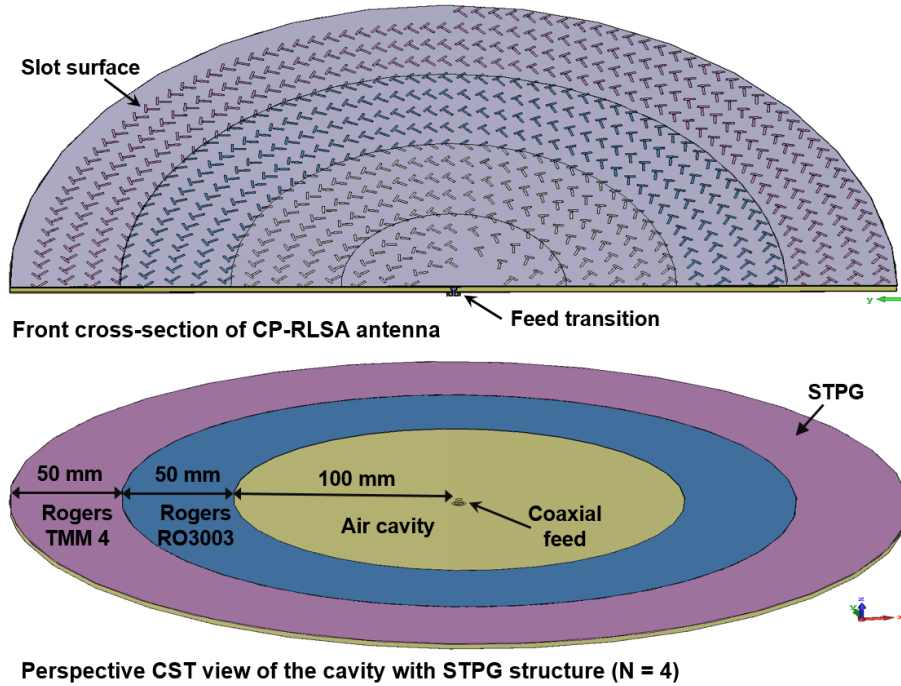 Slot surface
y
Feed transition
Front cross-section of CP-RLSA antenna
STPG
50 mm
50 mm
100 mm
Rogers
TMM 4
Rogers
RO3003
Air cavity
Coaxial
feed
z
y
x
Perspective CST view of the cavity with STPG structure (N = 4)